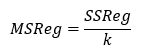 MSReg = SSReg / k